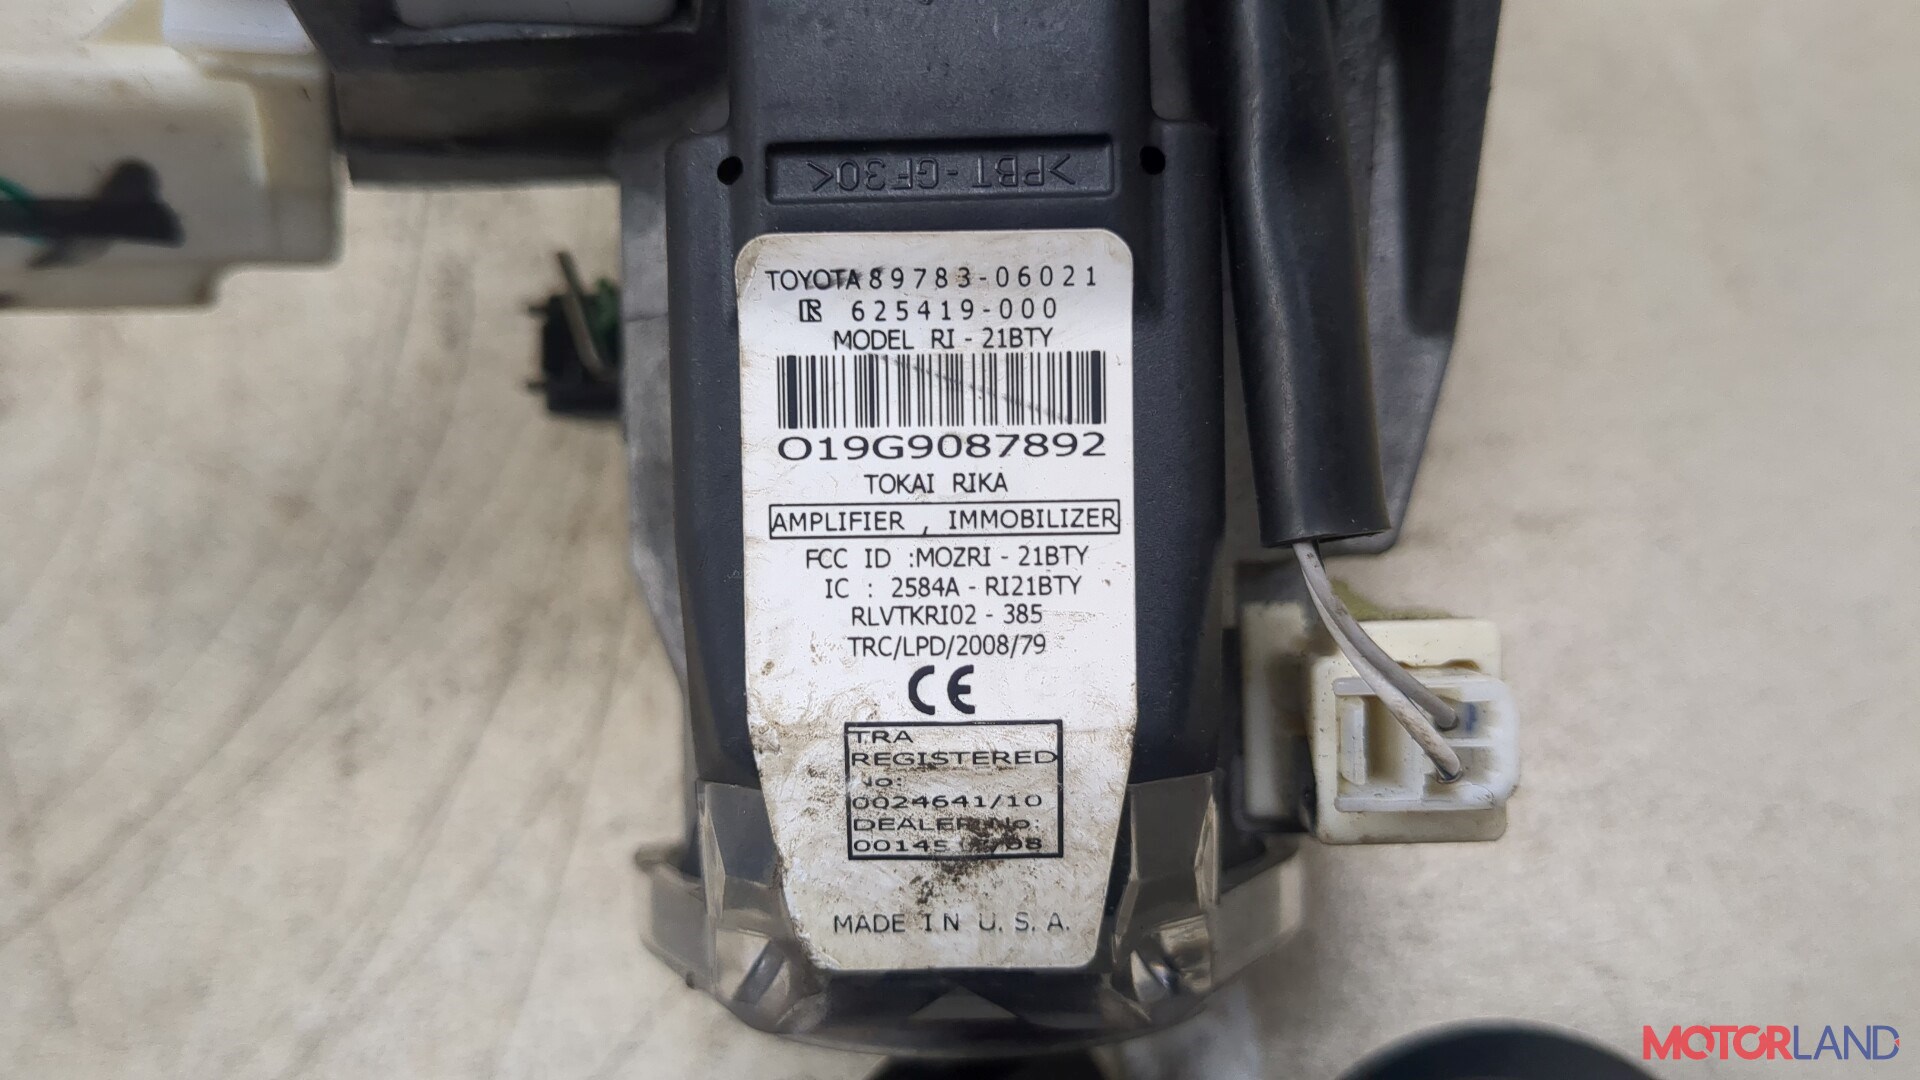 >PBT-GF30<
TOYOTA 89783-06021
625419-000
MODEL RI - 21BTY
O19G9087892
TOKAI RIKA
AMPLIFIER , IMMOBILIZER
FCC ID :MOZRI - 21BTY
IC : 2584A - RI21BTY
RLVTKRI02 - 385
TRC/LPD/2008/79
CE
TRA
REGISTERED
No:
0024641/10
DEALER No:
MADE IN U. S. A.
MOTORLAND